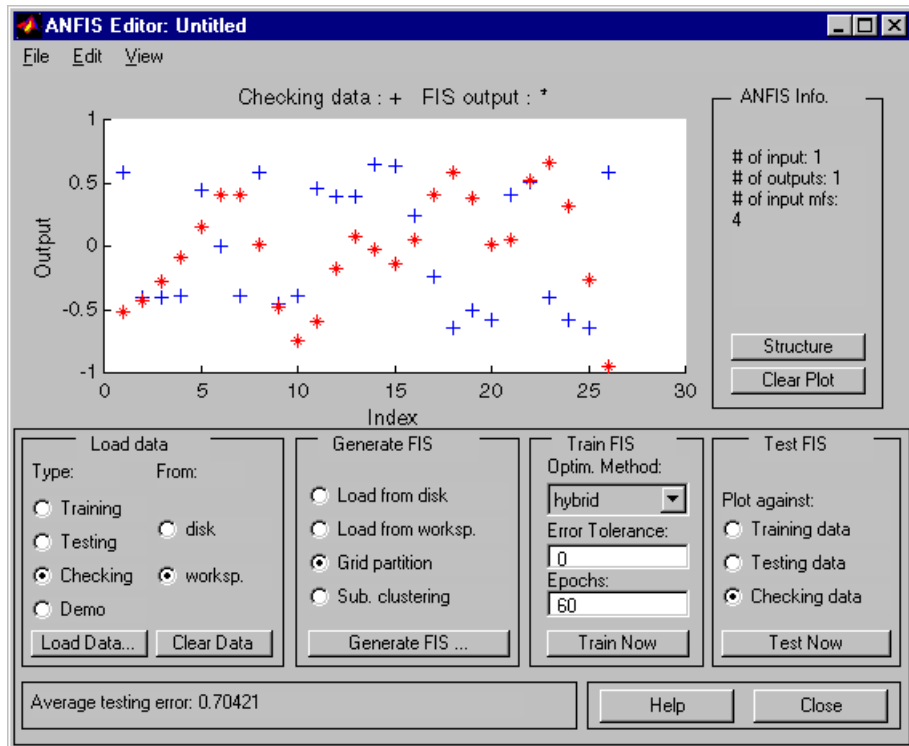 ANFIS Editor: Untitled
File Edit View
Checking data : + FIS output : *
1
0.5
0
-0.5
-1
Output
0 5 10 15 20 25 30
Index
ANFIS Info.
# of input: 1
# of outputs: 1
# of input mfs:
4
Structure
Clear Plot
Load data
Type: From:
Training
Testing
Checking
Demo
disk
worksp.
Load Data... Clear Data
Generate FIS
Load from disk
Load from worksp.
Grid partition
Sub. clustering
Generate FIS ...
Train FIS
Optim. Method:
hybrid
Error Tolerance:
0
Epochs:
60
Train Now
Test FIS
Plot against:
Training data
Testing data
Checking data
Test Now
Average testing error: 0.70421
Help Close